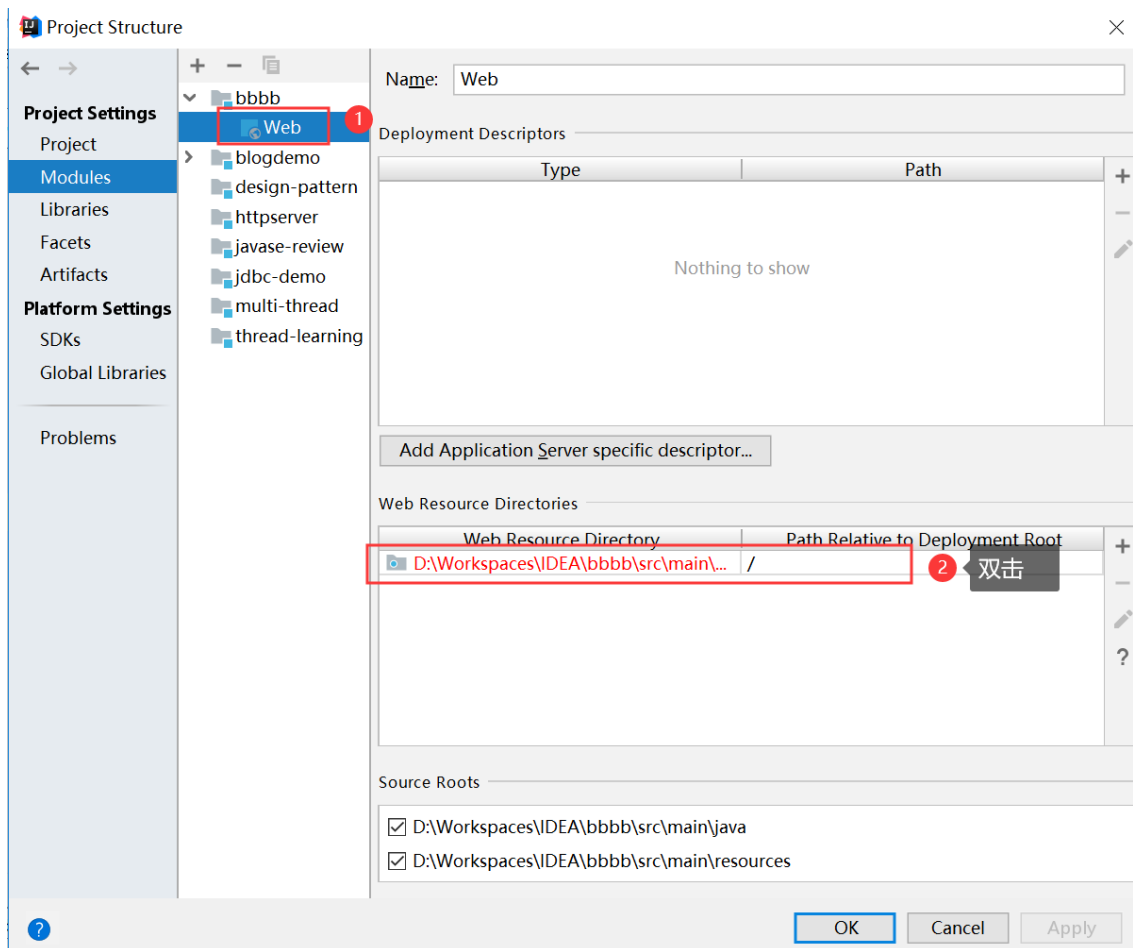 Project Structure
Project Settings
Project
Modules
Libraries
Facets
Artifacts
Platform Settings
SDKs
Global Libraries
Problems
bbbb
Web
1
blogdemo
design-pattern
httpserver
javase-review
jdbc-demo
multi-thread
thread-learning
Name: Web
Deployment Descriptors
Type Path
Nothing to show
Add Application Server specific descriptor...
Web Resource Directories
Web Resource Directory Path Relative to Deployment Root
D:\Workspaces\IDEA\bbbb\src\main\... /
2 双击
Source Roots
D:\Workspaces\IDEA\bbbb\src\main\java
D:\Workspaces\IDEA\bbbb\src\main\resources
? OK Cancel Apply